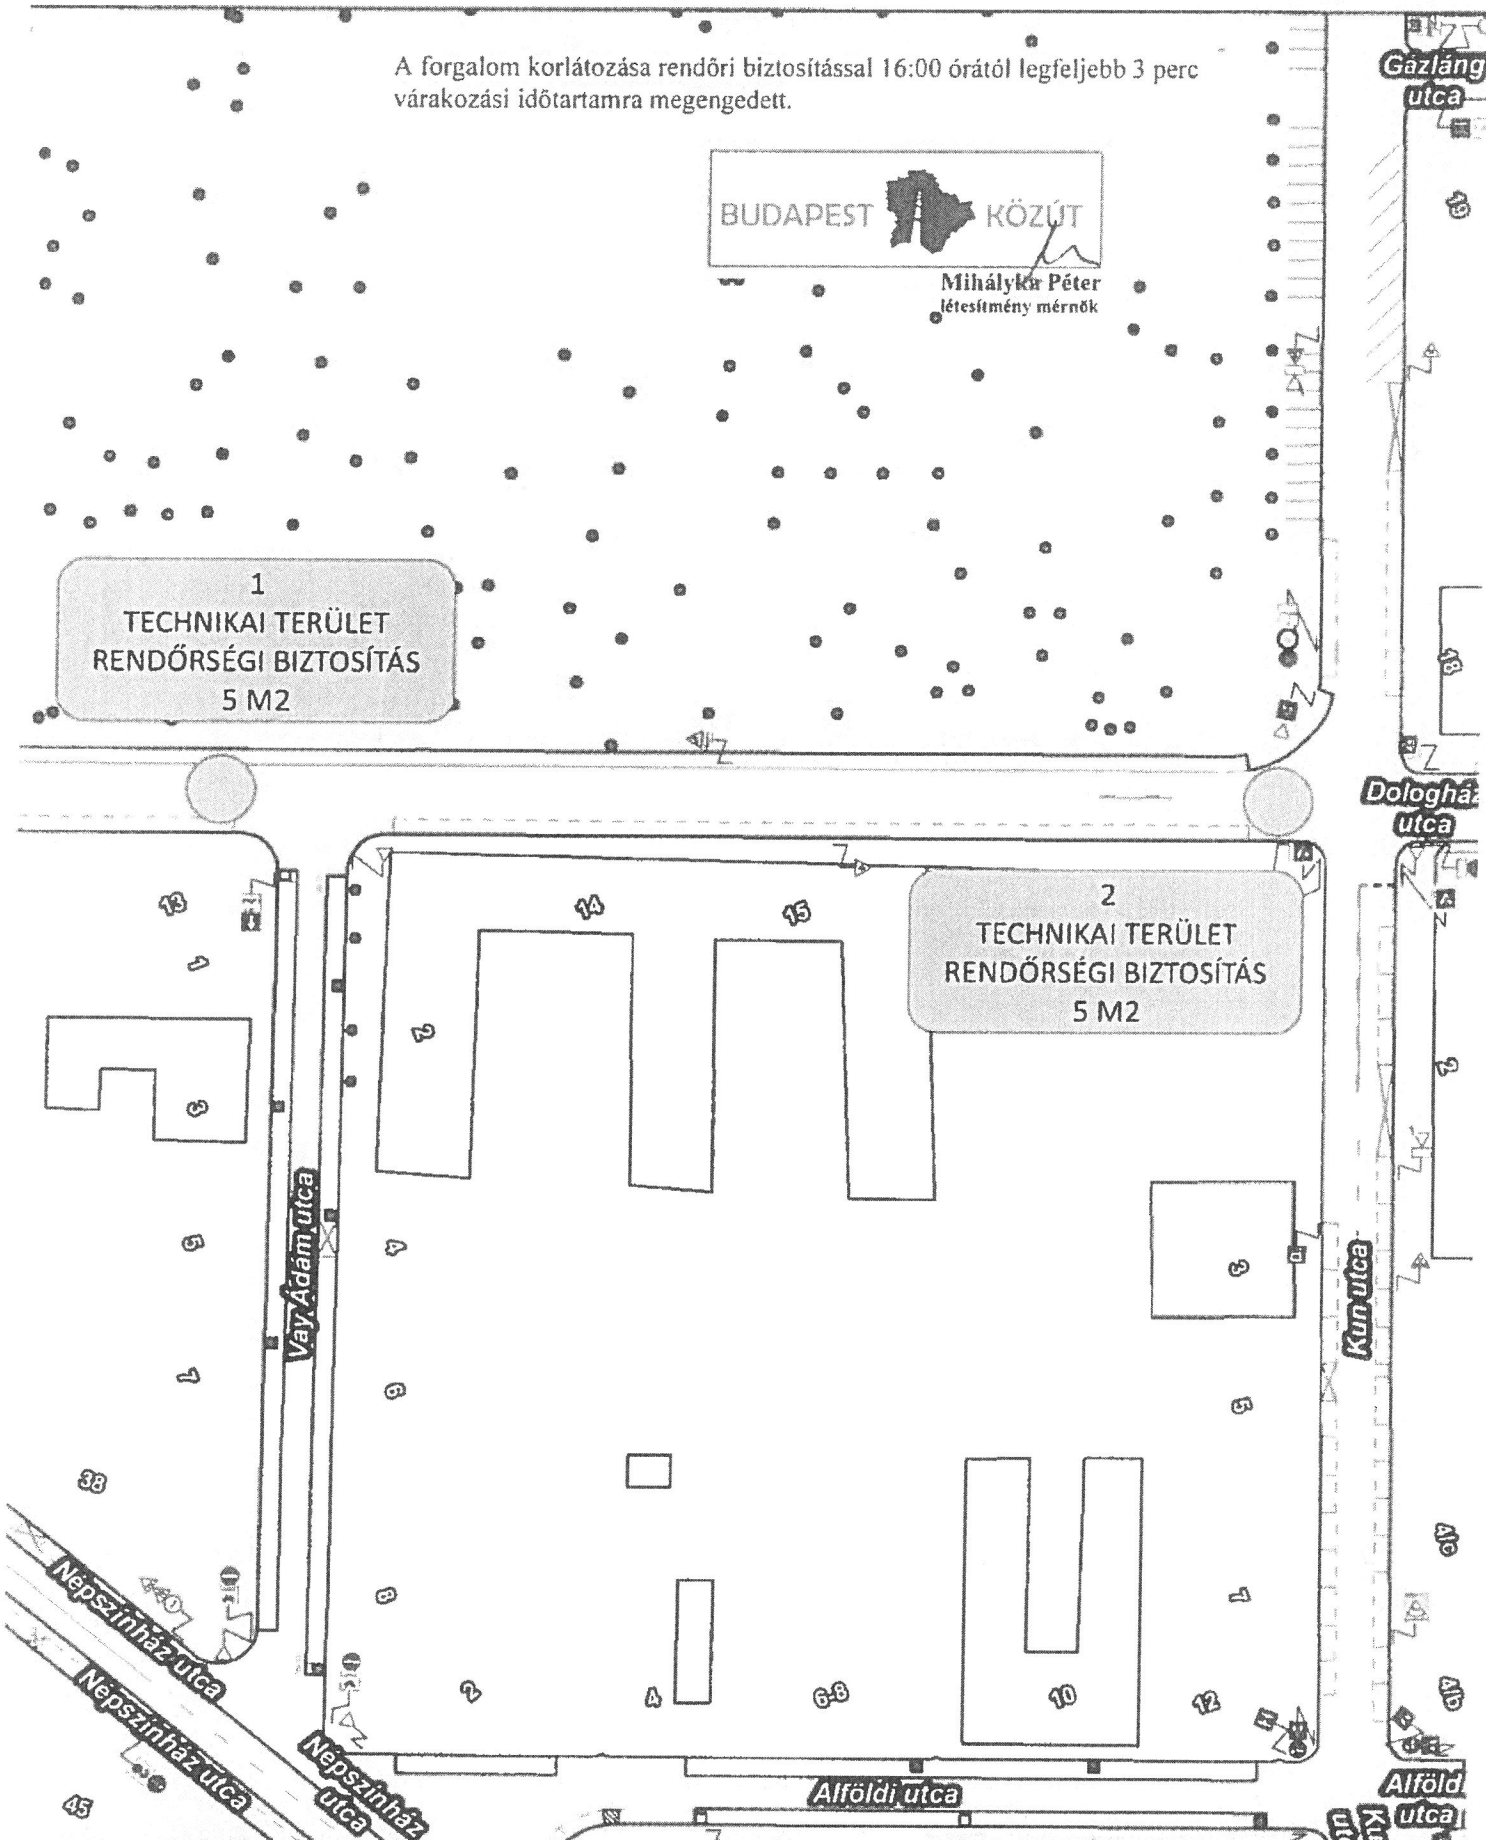 A forgalom korlátozása rendőri biztosítással 16:00 órától legfeljebb 3 perc
várakozási időtartamra megengedett.
Gázláng
utca
BUDAPEST KÖZÚT
Mihályka Péter
létesítmény mérnök
19
1
TECHNIKAI TERÜLET
RENDŐRSÉGI BIZTOSÍTÁS
5 M2
18
Dologház
utca
13
14
15
2
TECHNIKAI TERÜLET
RENDŐRSÉGI BIZTOSÍTÁS
5 M2
1
2
2
3
Vay Ádám utca
5
4
3
Kun utca
7
6
5
38
4/c
Népszínház utca
8
7
Népszínház utca
2
4
6-8
10
12
4/b
Népszínház
utca
45
Alföldi utca
Alföld
utca